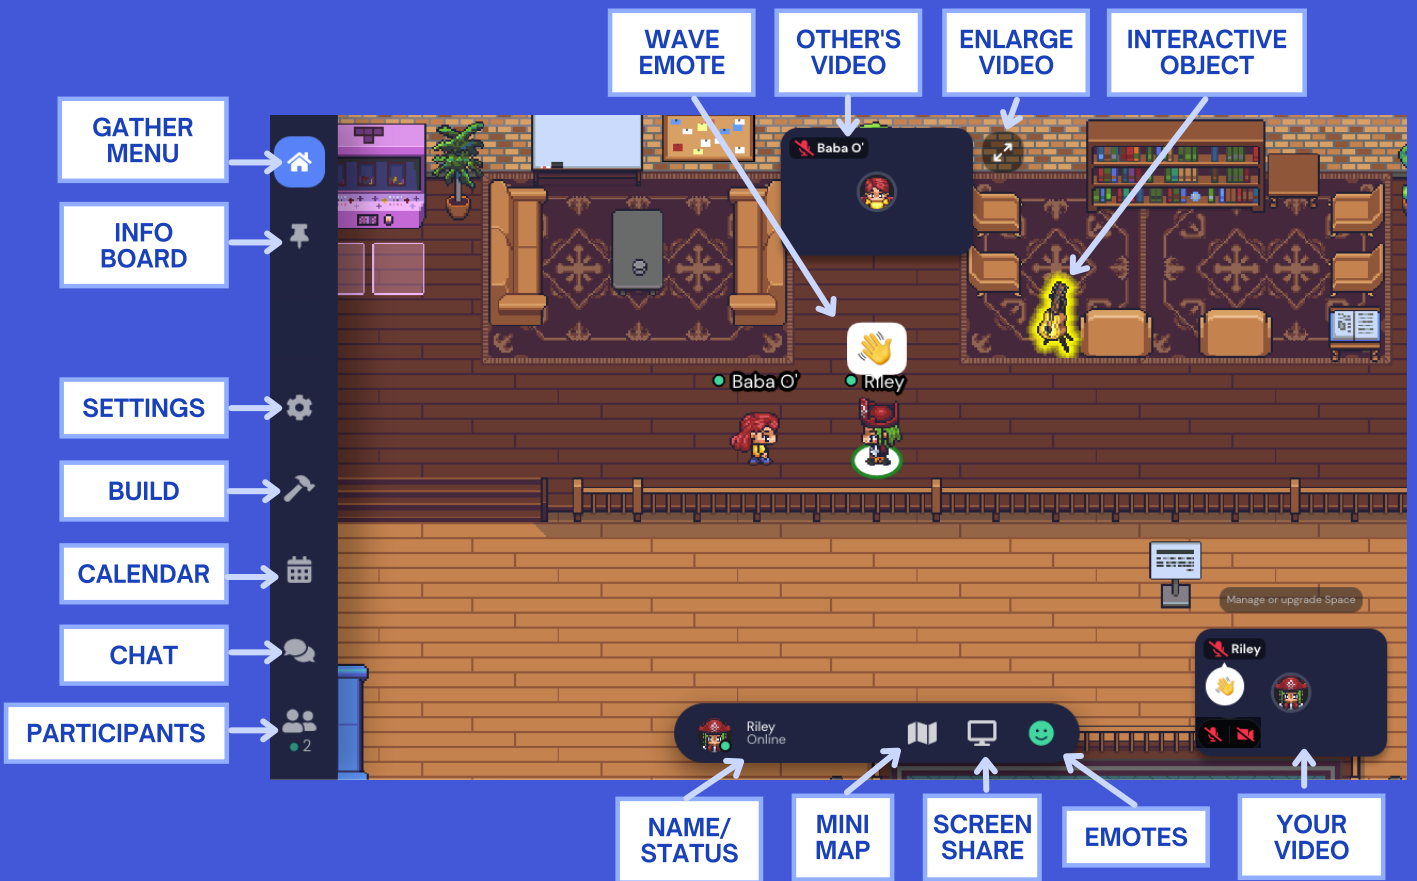 WAVE
EMOTE
OTHER'S
VIDEO
ENLARGE
VIDEO
INTERACTIVE
OBJECT
GATHER
MENU
INFO
BOARD
SETTINGS
BUILD
CALENDAR
CHAT
PARTICIPANTS
2
Baba O'
Baba O'
Riley
Manage or upgrade Space
Riley
Riley
Online
NAME/
STATUS
MINI
MAP
SCREEN
SHARE
EMOTES
YOUR
VIDEO